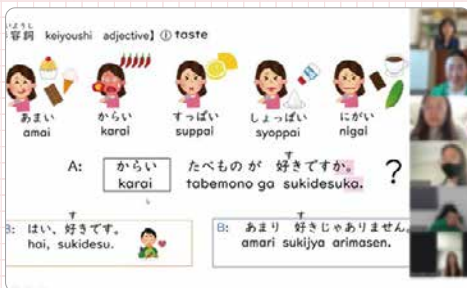 いようし
容詞 keiyoushi adjective】① taste
あまい からい すっぱい しょっぱい にがい
amai karai suppai syoppai nigai
A: からい たべもの が 好きですか。 ?
す
karai tabemono ga sukidesuka.
す
B: はい、好きです。
hai, sukidesu.
す
B: あまり 好きじゃありません。
amari sukijya arimasen.